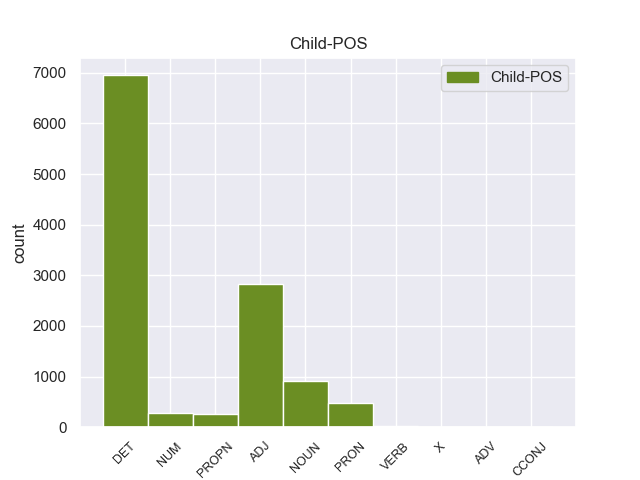 Child-POS
Child-POS
7000
6000
5000
4000
3000
2000
1000
0
count
DET
NUM
PROPN
ADJ
NOUN
PRON
VERB
X
ADV
CCONJ